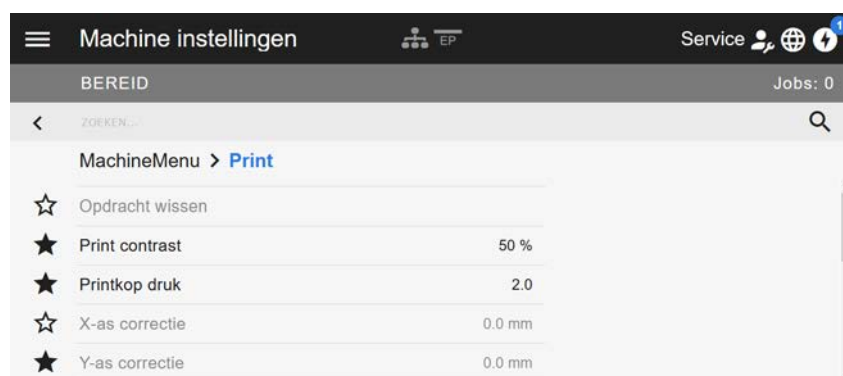 Machine instellingen EP Service 1
BEREID Jobs: 0
ZOEKEN...
MachineMenu > Print
Opdracht wissen
Print contrast 50 %
Printkop druk 2.0
X-as correctie 0.0 mm
Y-as correctie 0.0 mm